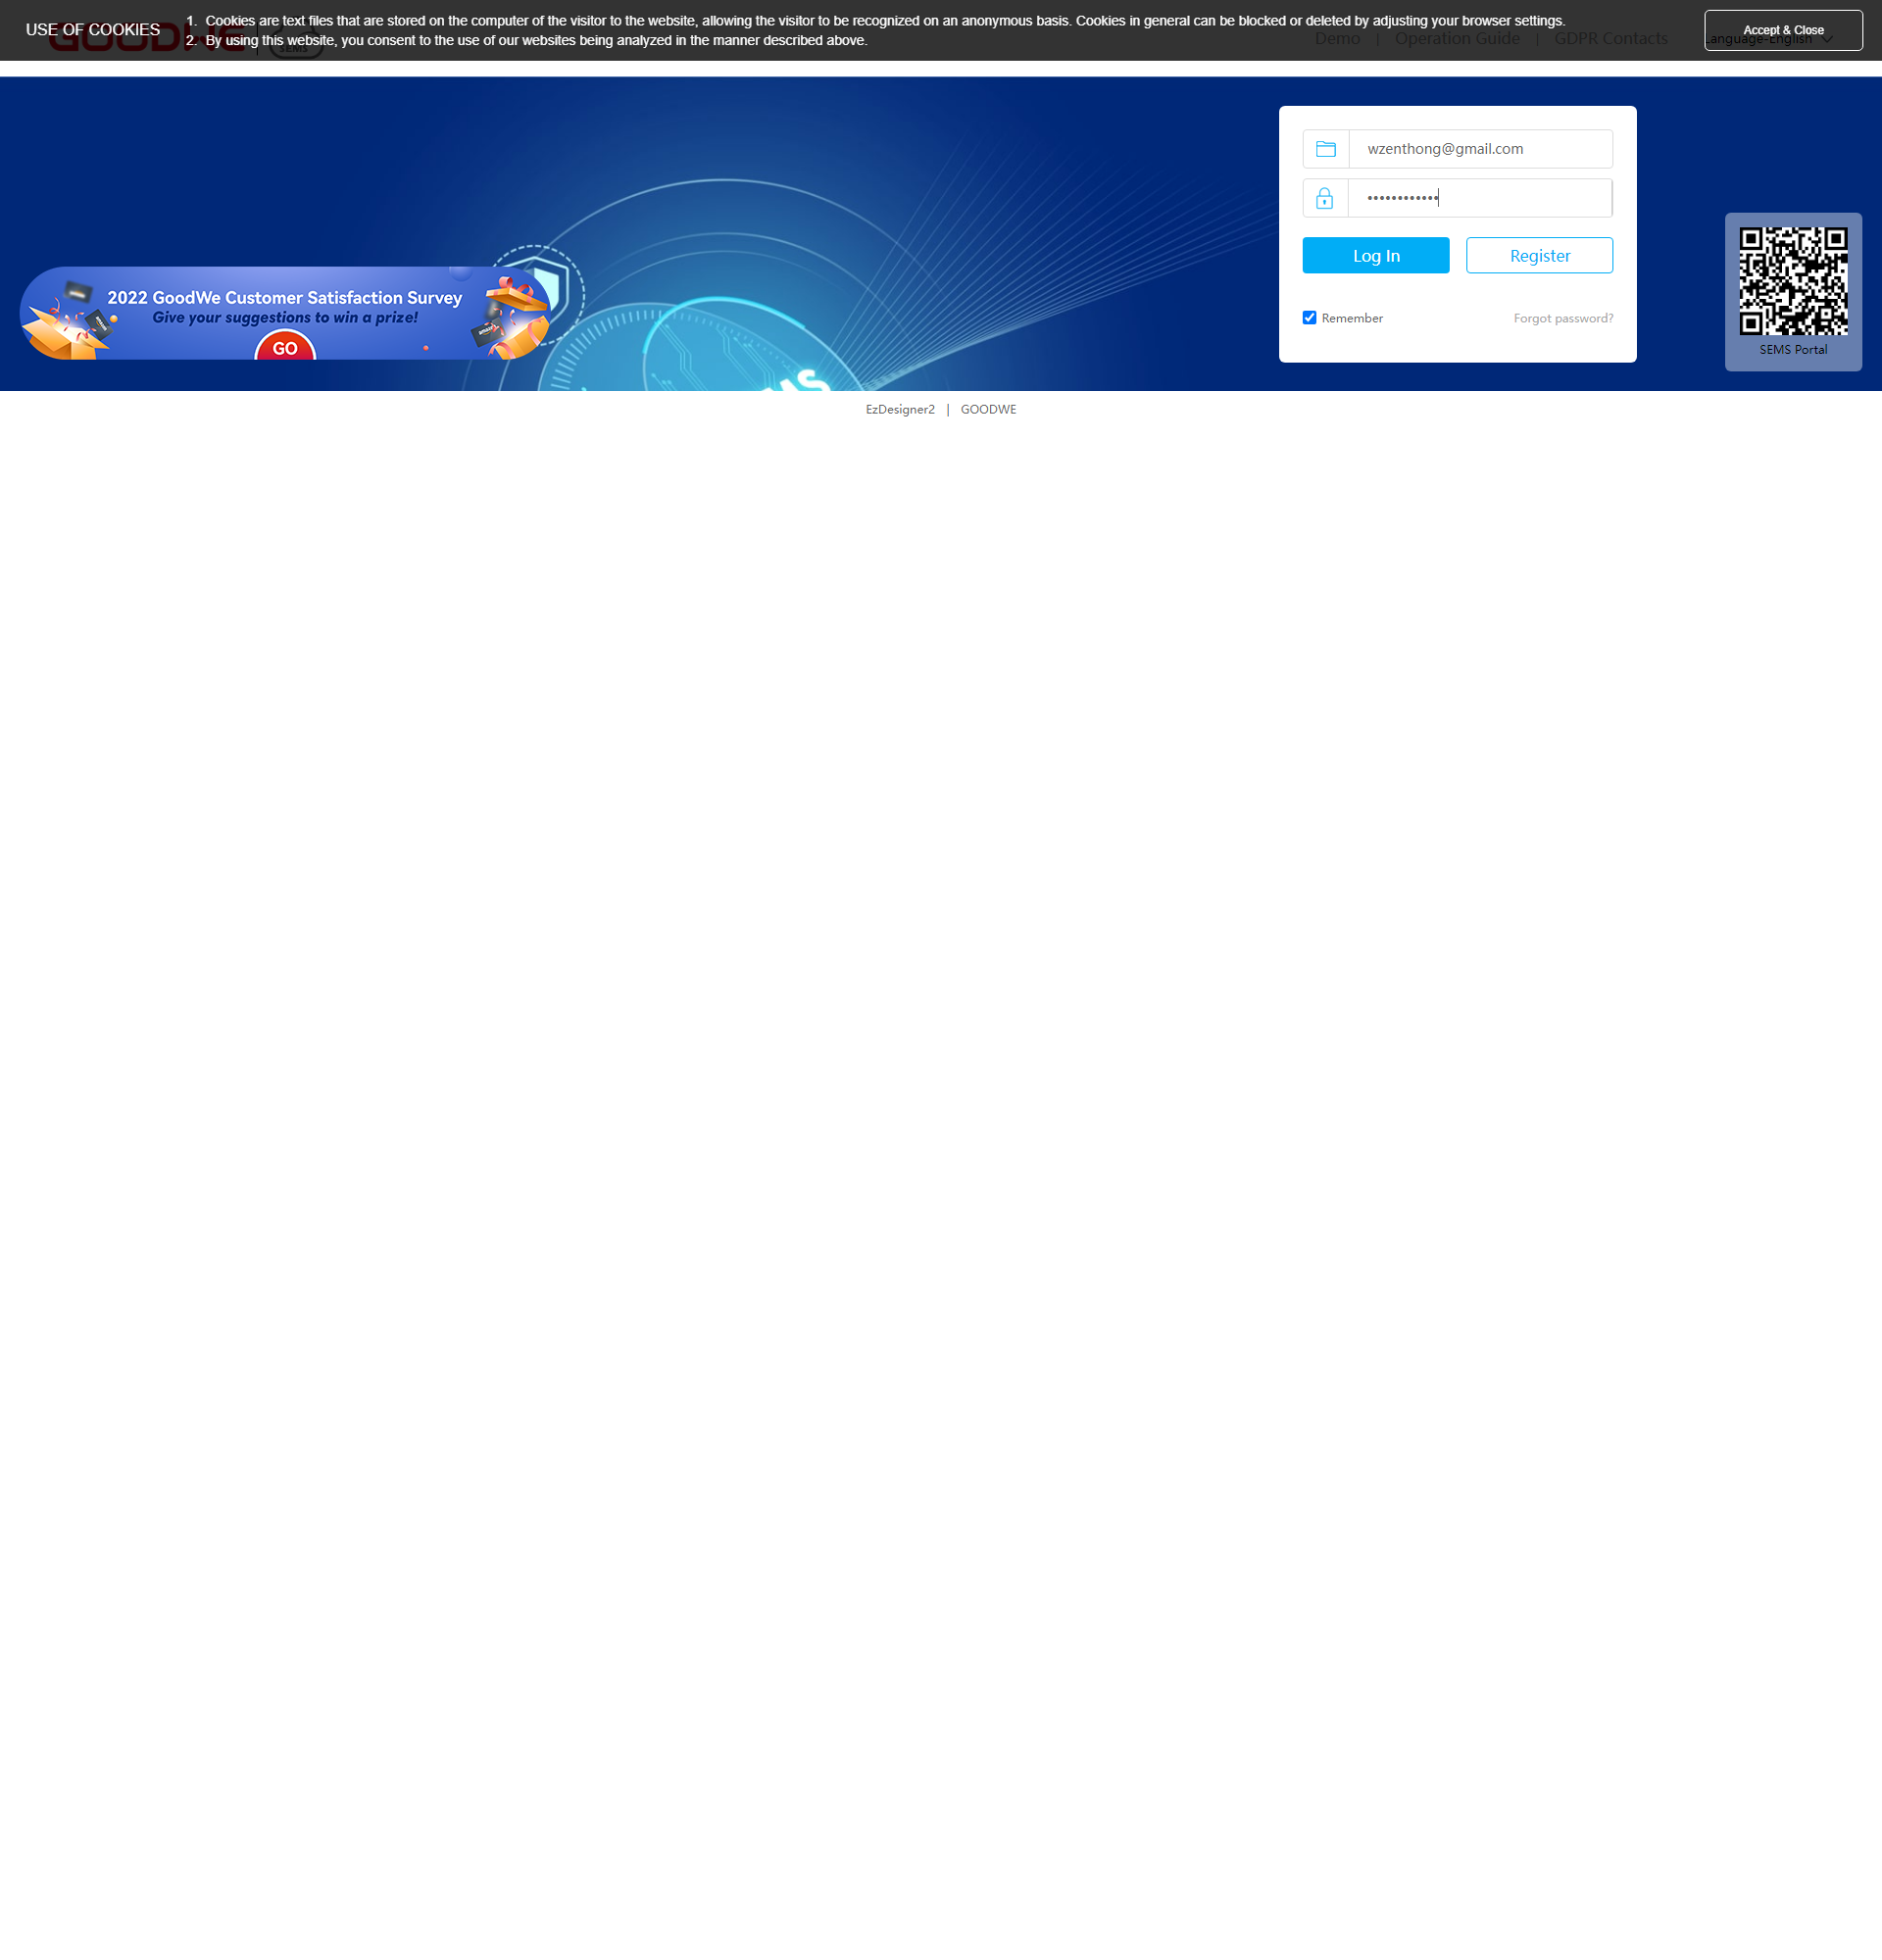 USE OF COOKIES
1. Cookies are text files that are stored on the computer of the visitor to the website, allowing the visitor to be recognized on an anonymous basis. Cookies in general can be blocked or deleted by adjusting your browser settings.
2. By using this website, you consent to the use of our websites being analyzed in the manner described above.
Accept & Close
GOODWE
SEMS
Demo | Operation Guide | GDPR Contacts
Language-English
wzenthong@gmail.com
••••••••••••
Log In
Register
Remember
Forgot password?
2022 GoodWe Customer Satisfaction Survey
Give your suggestions to win a prize!
GO
SEMS Portal
EzDesigner2 | GOODWE